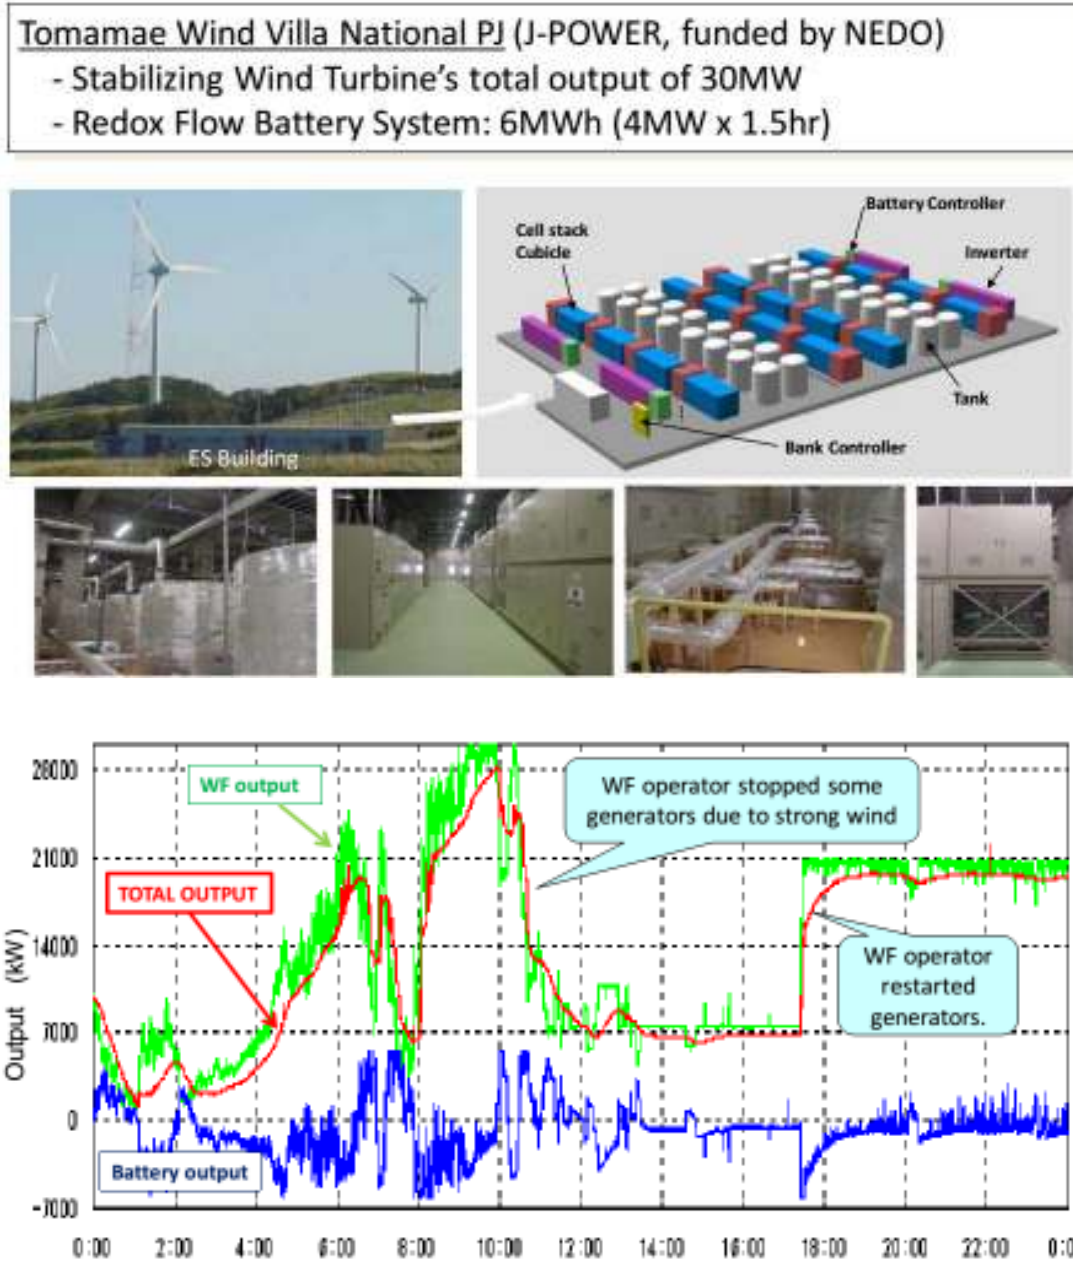 Tomamae Wind Villa National PJ (J-POWER, funded by NEDO)
- Stabilizing Wind Turbine's total output of 30MW
- Redox Flow Battery System: 6MWh (4MW x 1.5hr)
Battery Controller
Cell stack
Cubicle
Inverter
Tank
Bank Controller
ES Building
28000
21000
14000
7000
0
-7000
Output (kW)
WF output
TOTAL OUTPUT
Battery output
WF operator stopped some
generators due to strong wind
WF operator
restarted
generators.
0:00 2:00 4:00 6:00 8:00 10:00 12:00 14:00 16:00 18:00 20:00 22:00 0:0